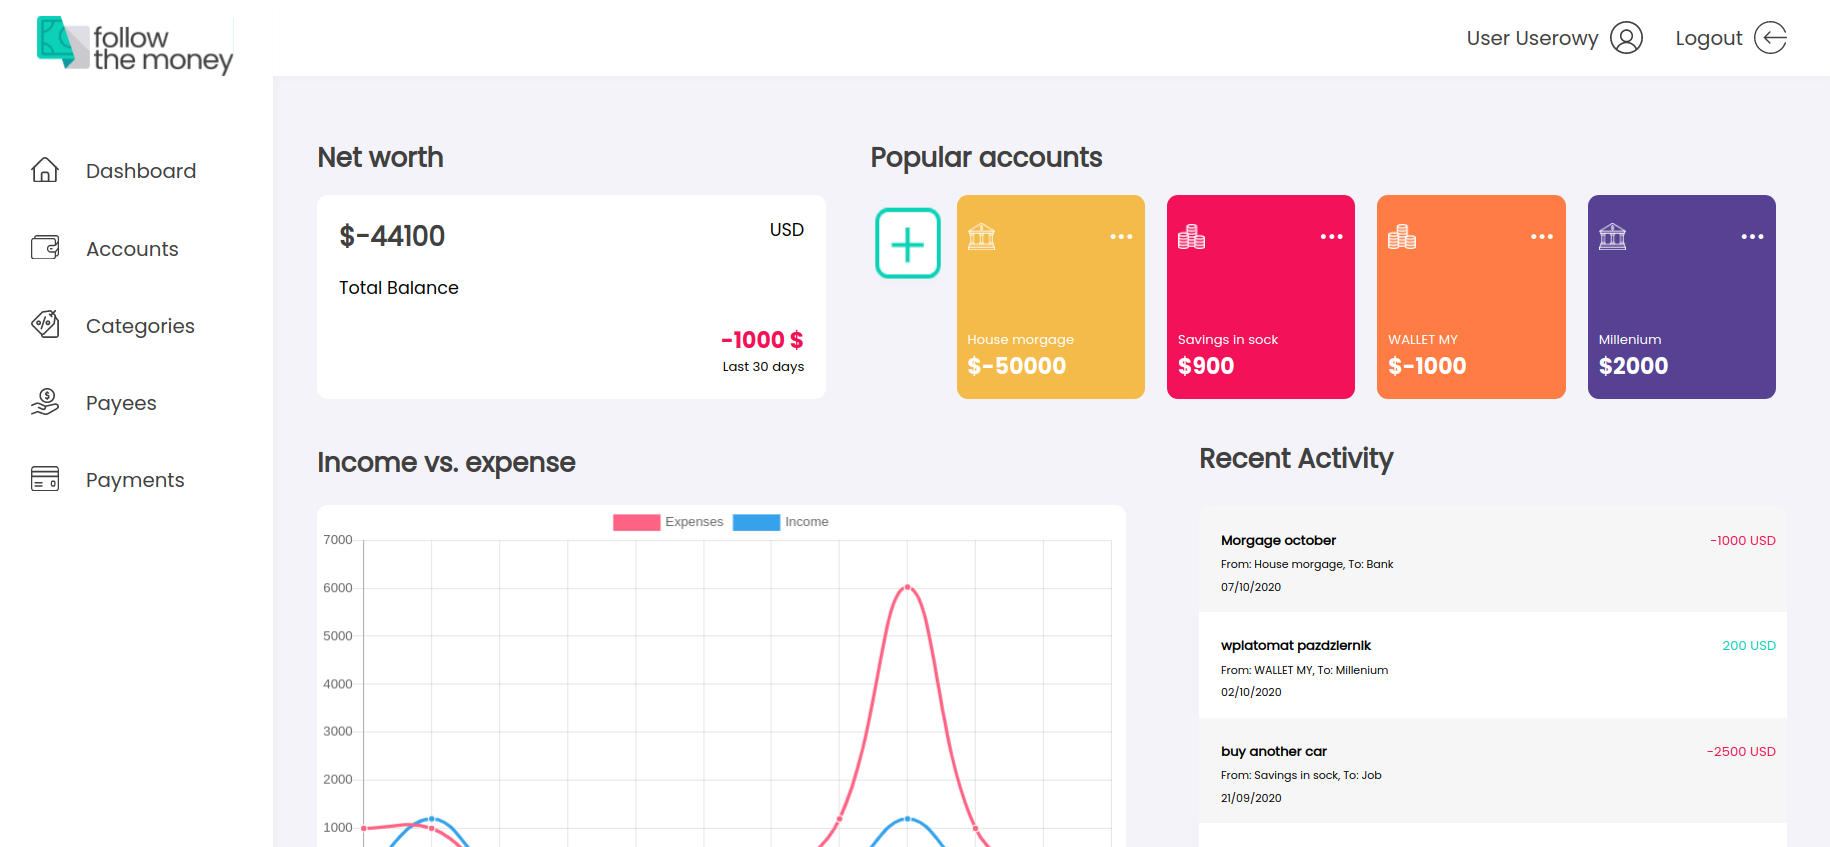 follow
the money
User Userowy
Logout
Dashboard
Accounts
Categories
Payees
Payments
Net worth
$-44100
USD
Total Balance
-1000 $
Last 30 days
Popular accounts
House morgage
$-50000
Savings in sock
$900
WALLET MY
$-1000
Millenium
$2000
Income vs. expense
Expenses
Income
7000
6000
5000
4000
3000
2000
1000
Recent Activity
Morgage october
-1000 USD
From: House morgage, To: Bank
07/10/2020
wplatomat pazdziernik
200 USD
From: WALLET MY, To: Millenium
02/10/2020
buy another car
-2500 USD
From: Savings in sock, To: Job
21/09/2020